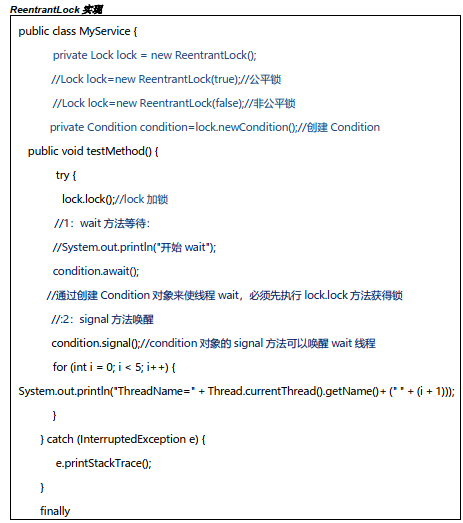 ReentrantLock 实现
public class MyService {
private Lock lock = new ReentrantLock();
//Lock lock=new ReentrantLock(true);//公平锁
//Lock lock=new ReentrantLock(false);//非公平锁
private Condition condition=lock.newCondition();//创建 Condition
public void testMethod() {
try {
lock.lock();//lock 加锁
//1：wait 方法等待：
//System.out.println("开始 wait");
condition.await();
//通过创建 Condition 对象来使线程 wait，必须先执行 lock.lock 方法获得锁
//:2：signal 方法唤醒
condition.signal();//condition 对象的 signal 方法可以唤醒 wait 线程
for (int i = 0; i < 5; i++) {
System.out.println("ThreadName=" + Thread.currentThread().getName()+ (" " + (i + 1)));
}
} catch (InterruptedException e) {
e.printStackTrace();
}
finally